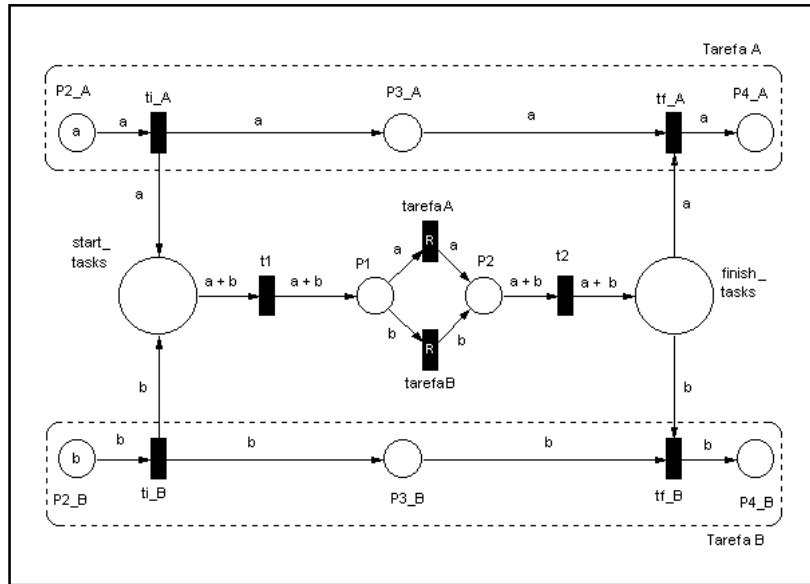 Tarefa A
P2_A
ti_A
P3_A
tf_A
P4_A
a
a
a
a
a
a
a
start_
tasks
t1
P1
tarefaA
R
a
a
P2
t2
finish_
tasks
a + b
a + b
a + b
a + b
b
b
R
tarefaB
b
b
b
b
b
b
b
P2_B
ti_B
P3_B
tf_B
P4_B
Tarefa B